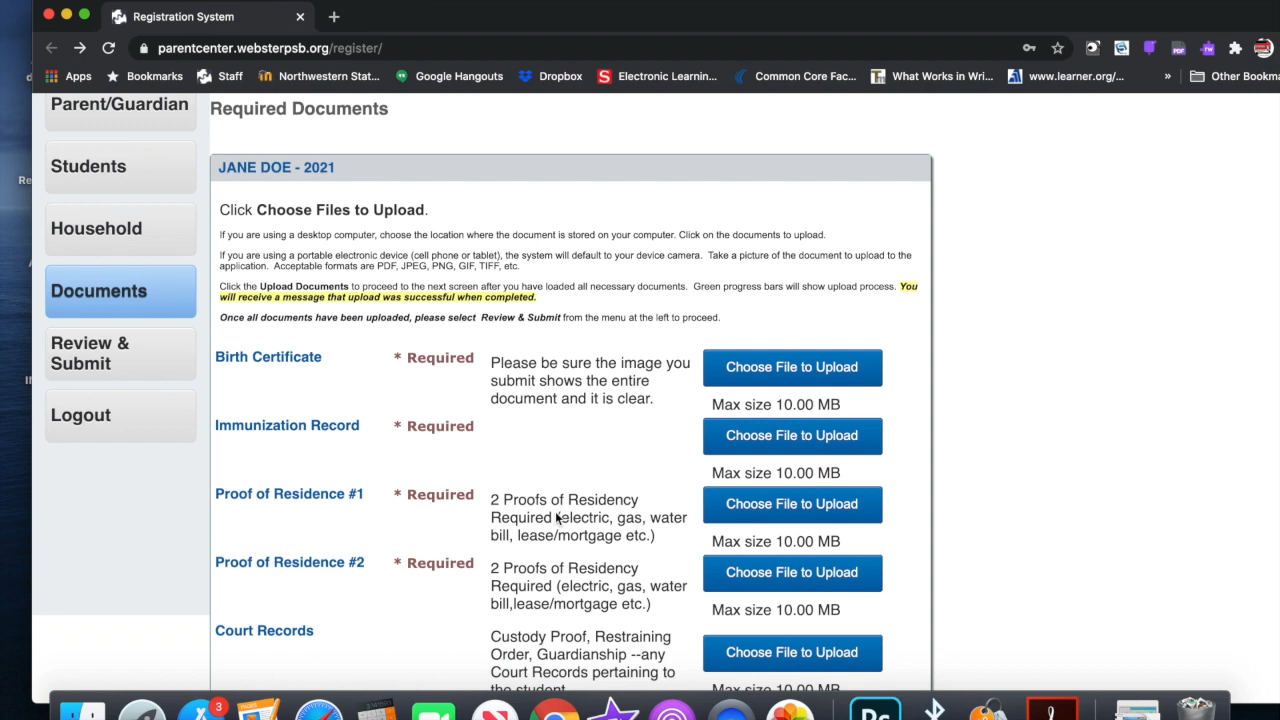 Registration System
parentcenter.websterpsb.org/register/
Apps Bookmarks Staff Northwestern Stat... Google Hangouts Dropbox Electronic Learnin... Common Core Fac... What Works in Wri... www.learner.org/... » Other Bookma
Parent/Guardian
Students
Household
Documents
Review &
Submit
Logout
Required Documents
JANE DOE - 2021
Click Choose Files to Upload.
If you are using a desktop computer, choose the location where the document is stored on your computer. Click on the documents to upload.
If you are using a portable electronic device (cell phone or tablet), the system will default to your device camera. Take a picture of the document to upload to the
application. Acceptable formats are PDF, JPEG, PNG, GIF, TIFF, etc.
Click the Upload Documents to proceed to the next screen after you have loaded all necessary documents. Green progress bars will show upload process. You
will receive a message that upload was successful when completed.
Once all documents have been uploaded, please select Review & Submit from the menu at the left to proceed.
Birth Certificate * Required
Please be sure the image you
submit shows the entire
document and it is clear.
Choose File to Upload
Max size 10.00 MB
Immunization Record * Required
Choose File to Upload
Max size 10.00 MB
Proof of Residence #1 * Required
2 Proofs of Residency
Required (electric, gas, water
bill, lease/mortgage etc.)
Choose File to Upload
Max size 10.00 MB
Proof of Residence #2 * Required
2 Proofs of Residency
Required (electric, gas, water
bill,lease/mortgage etc.)
Choose File to Upload
Max size 10.00 MB
Court Records
Custody Proof, Restraining
Order, Guardianship --any
Court Records pertaining to
the student
Choose File to Upload
Max size 10.00 MB
3
Ps